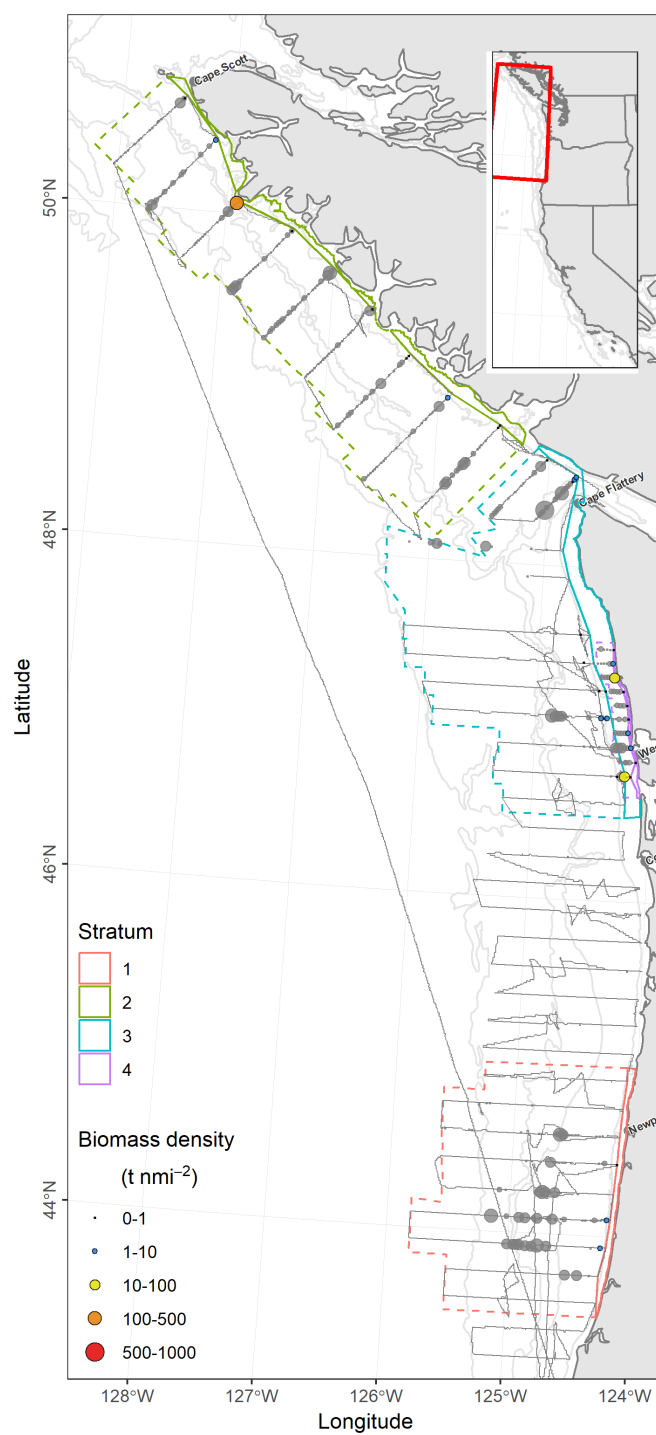 Cape Scott
50°N
48°N
Cape Flattery
Latitude
46°N
Stratum
1
2
3
4
Biomass density
(t nmi−2)
44°N
0-1
1-10
10-100
100-500
500-1000
128°W
127°W
126°W
125°W
124°W
Longitude